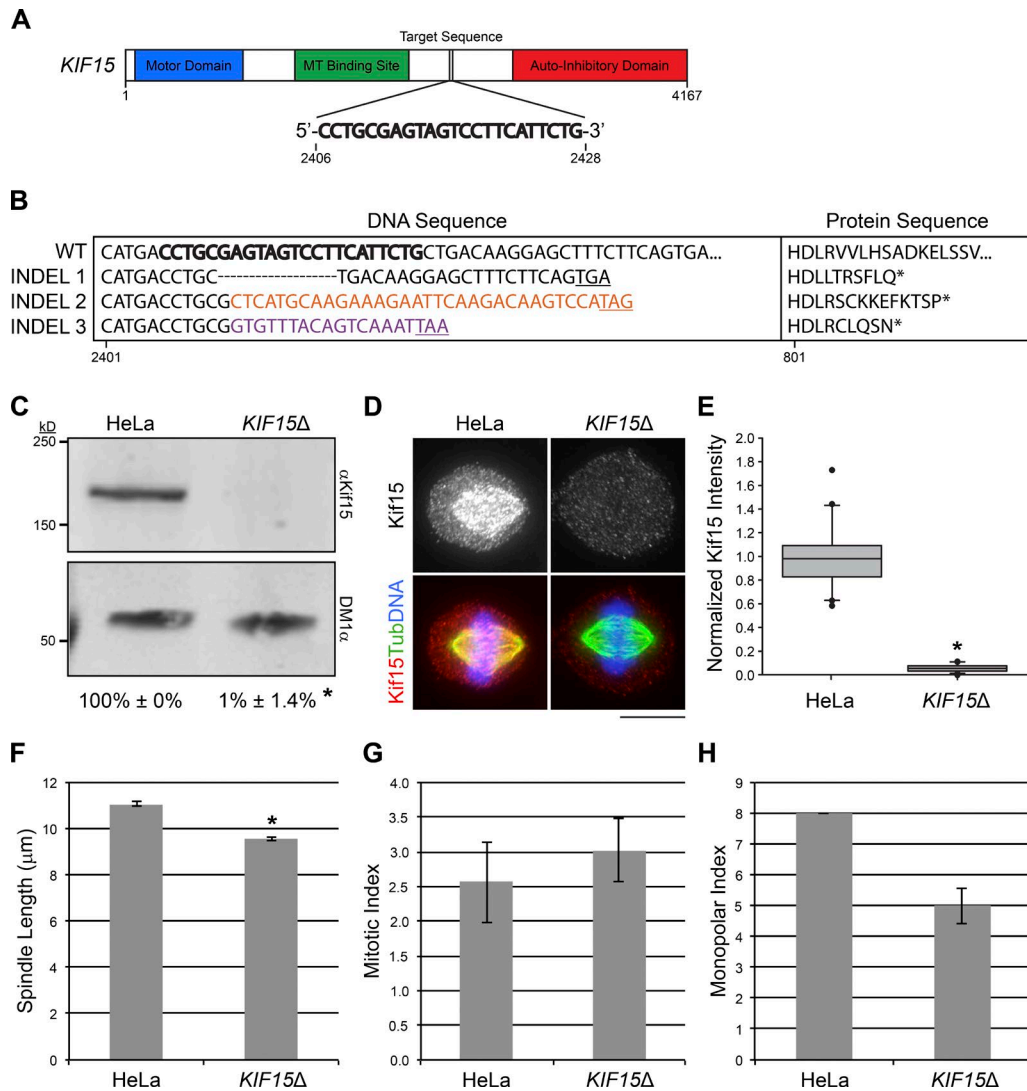 A
KIF15
Target Sequence
Motor Domain
MT Binding Site
Auto-Inhibitory Domain
1
4167
5’-CCTGCGAGTAGTCCTTCATTCTG-3’
2406
2428
B
DNA Sequence
Protein Sequence
WT
CATGACCTGCGAGTAGTCCTTCATTCTGCTGACAAGGAGCTTTCTTCAGTGA...
HDLRVVLHSADKELSSV...
INDEL 1
CATGACCTGC-----------------TGACAAGGAGCTTTCTTCAGTGA
HDLLTRSFLQ*
INDEL 2
CATGACCTGCGCTCATGCAAGAAAGAATTCAAGACAAGTCCATAG
HDLRSCKKEFKTSP*
INDEL 3
CATGACCTGCGGTGTTTACAGTCAAATTAA
HDLRCLQSN*
2401
801
C
HeLa
KIF15Δ
kD
250
150
αKif15
50
DM1α
100% ± 0%
1% ± 1.4% *
D
HeLa
KIF15Δ
Kif15
Kif15TubDNA
E
Normalized Kif15 Intensity
2.0
1.8
1.6
1.4
1.2
1.0
0.8
0.6
0.4
0.2
0.0
*
HeLa
KIF15Δ
F
Spindle Length (μm)
12
10
8
6
4
2
0
*
HeLa
KIF15Δ
G
Mitotic Index
4.0
3.5
3.0
2.5
2.0
1.5
1.0
0.5
0.0
HeLa
KIF15Δ
H
Monopolar Index
9
8
7
6
5
4
3
2
1
0
HeLa
KIF15Δ